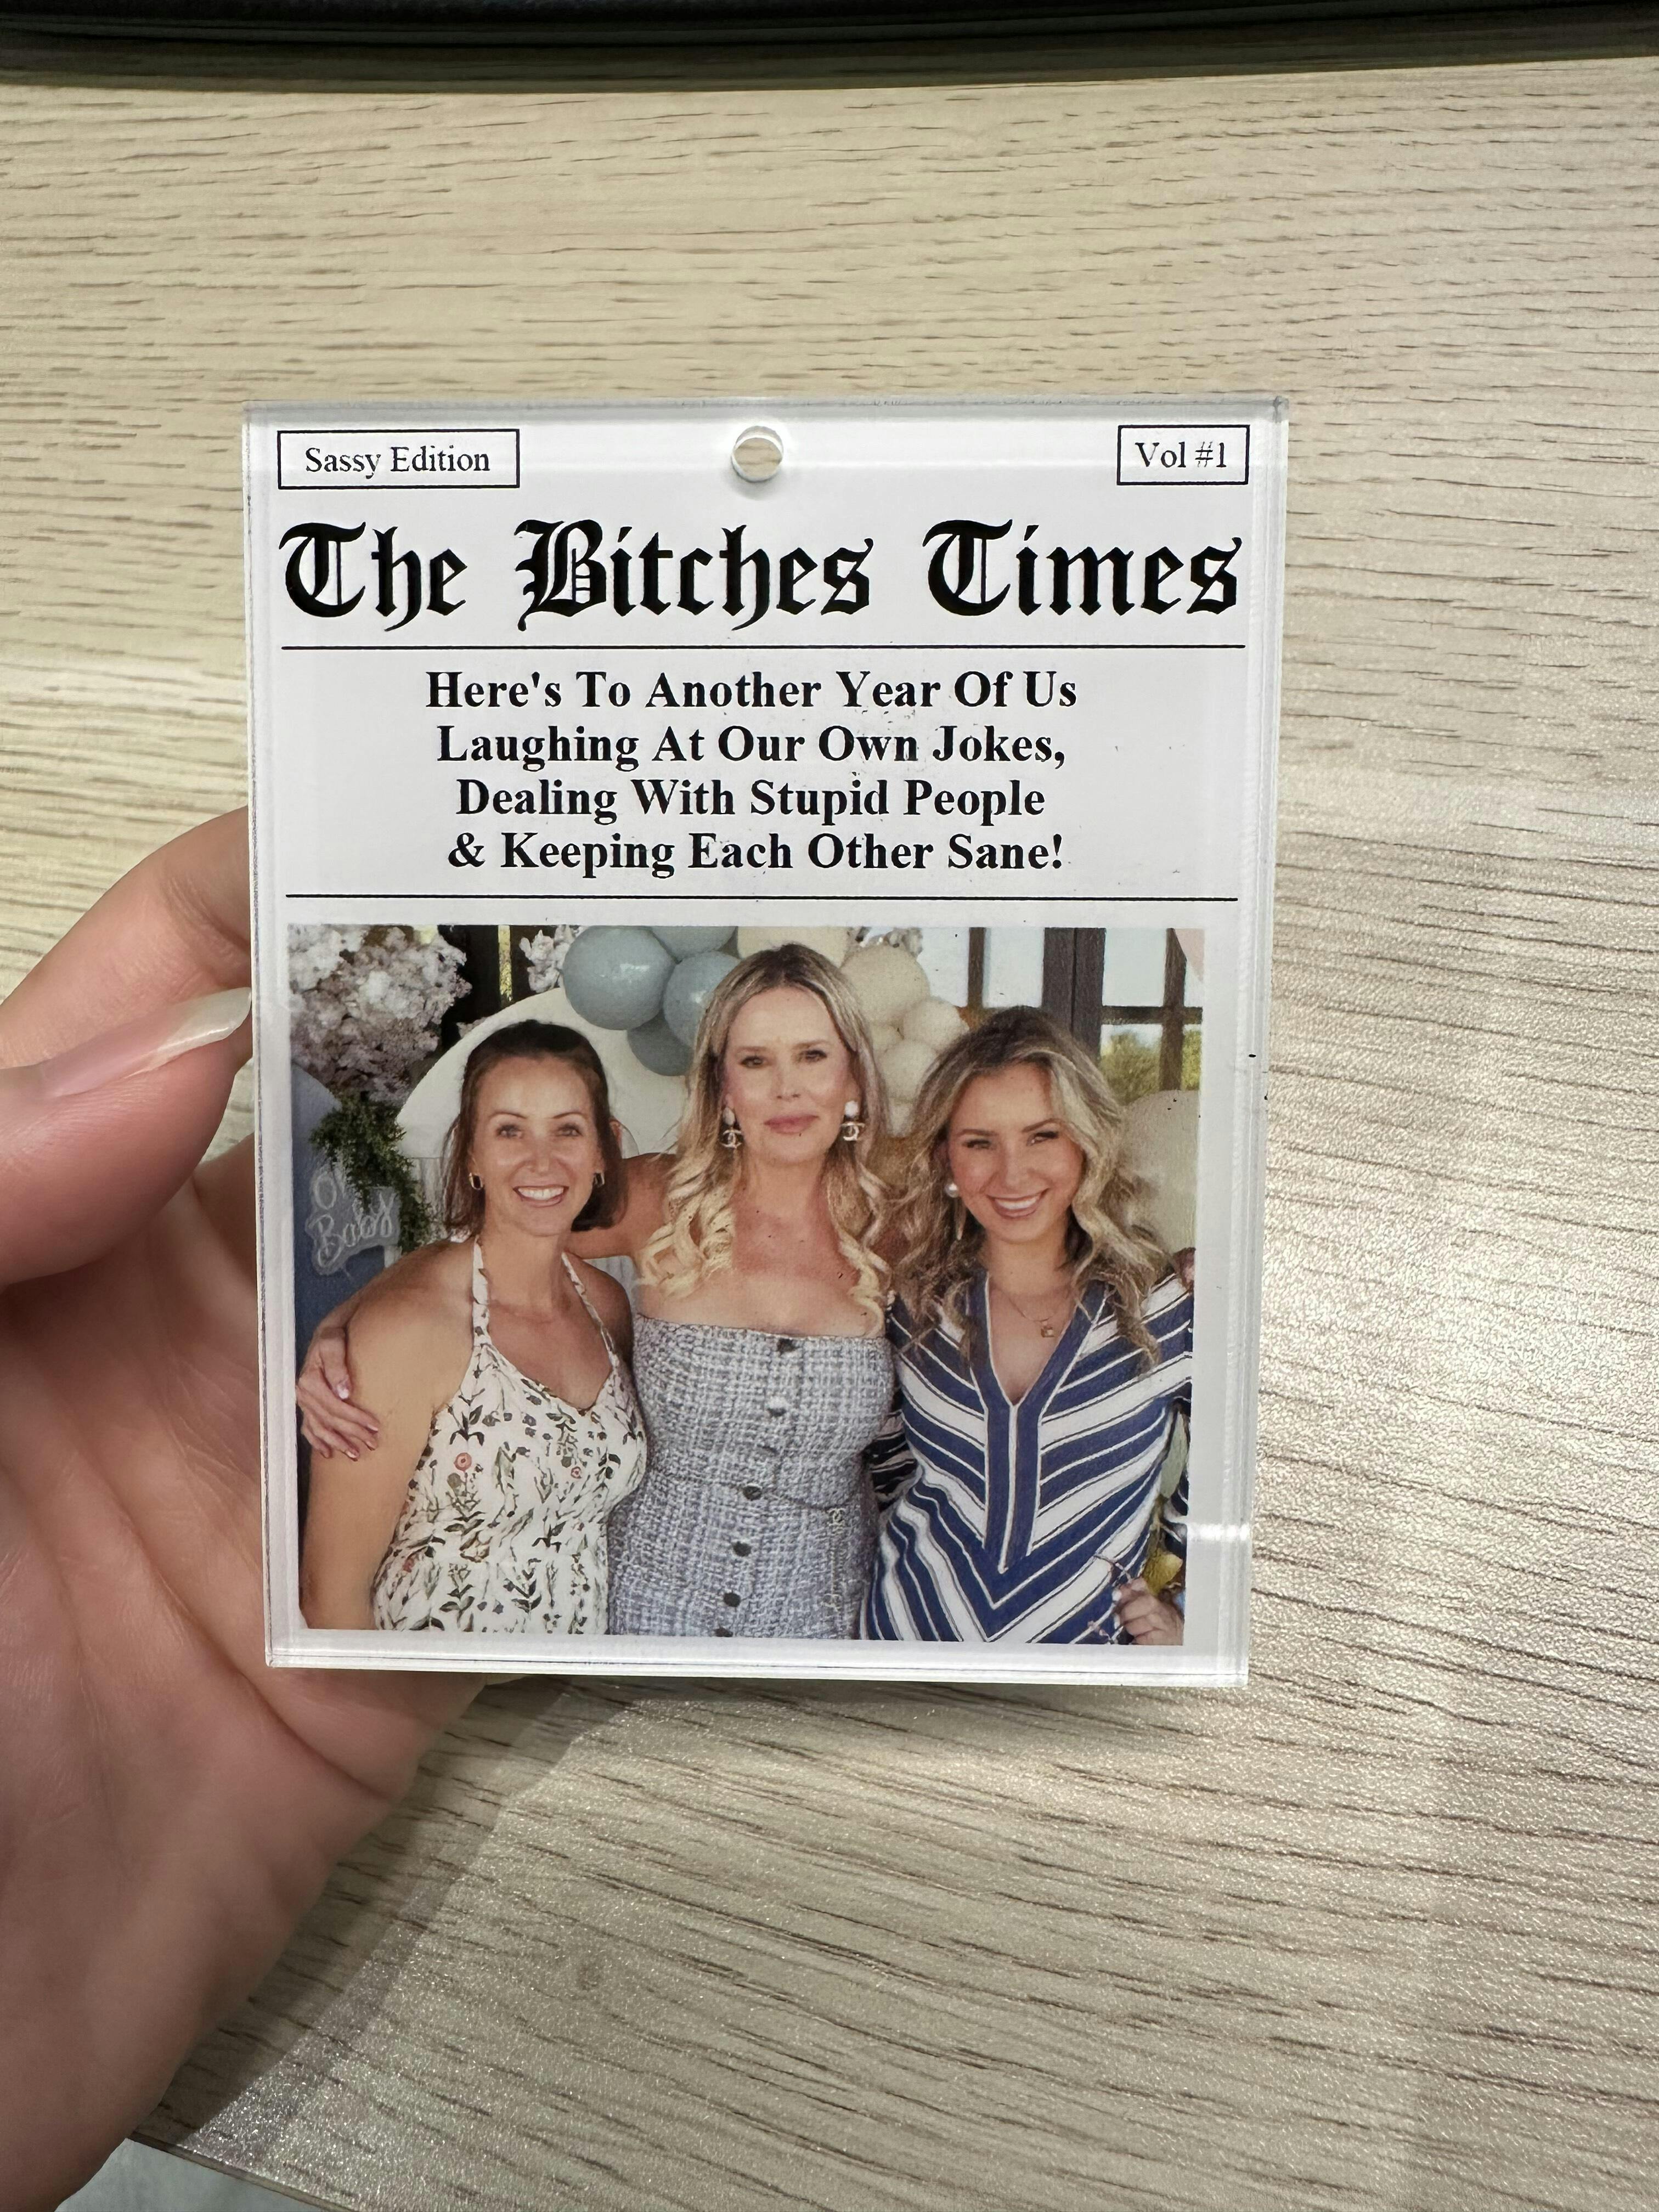 Sassy Edition
Vol #1
The Bitches Times
Here's To Another Year Of Us
Laughing At Our Own Jokes,
Dealing With Stupid People
& Keeping Each Other Sane!
Oh
Baby